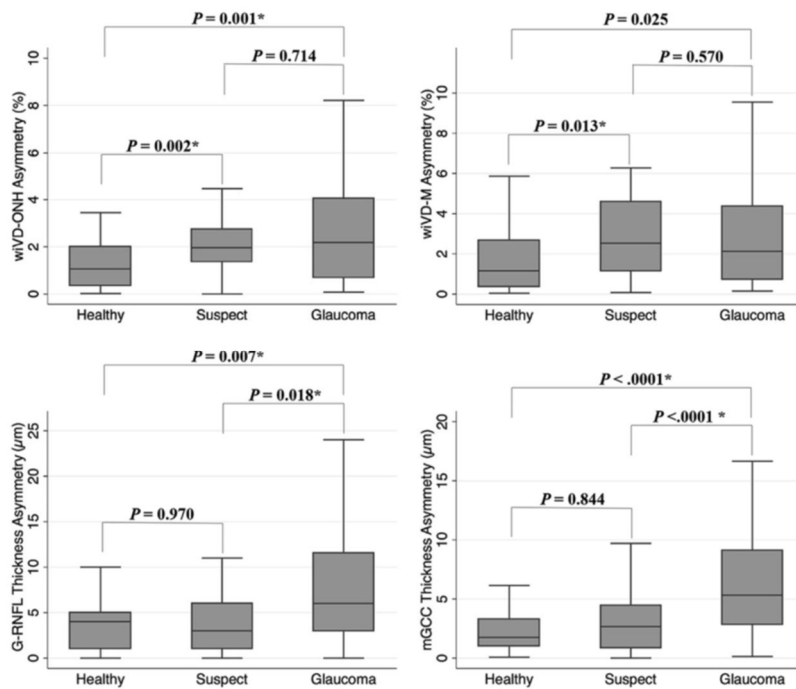 P = 0.001*
P = 0.714
P = 0.002*
wiVD-ONH Asymmetry (%)
10
8
6
4
2
0
Healthy Suspect Glaucoma
P = 0.025
P = 0.570
P = 0.013*
wiVD-M Asymmetry (%)
10
8
6
4
2
0
Healthy Suspect Glaucoma
P = 0.007*
P = 0.018*
P = 0.970
G-RNFL Thickness Asymmetry (µm)
25
20
15
10
5
0
Healthy Suspect Glaucoma
P < .0001*
P <.0001 *
P = 0.844
mGCC Thickness Asymmetry (µm)
20
15
10
5
0
Healthy Suspect Glaucoma